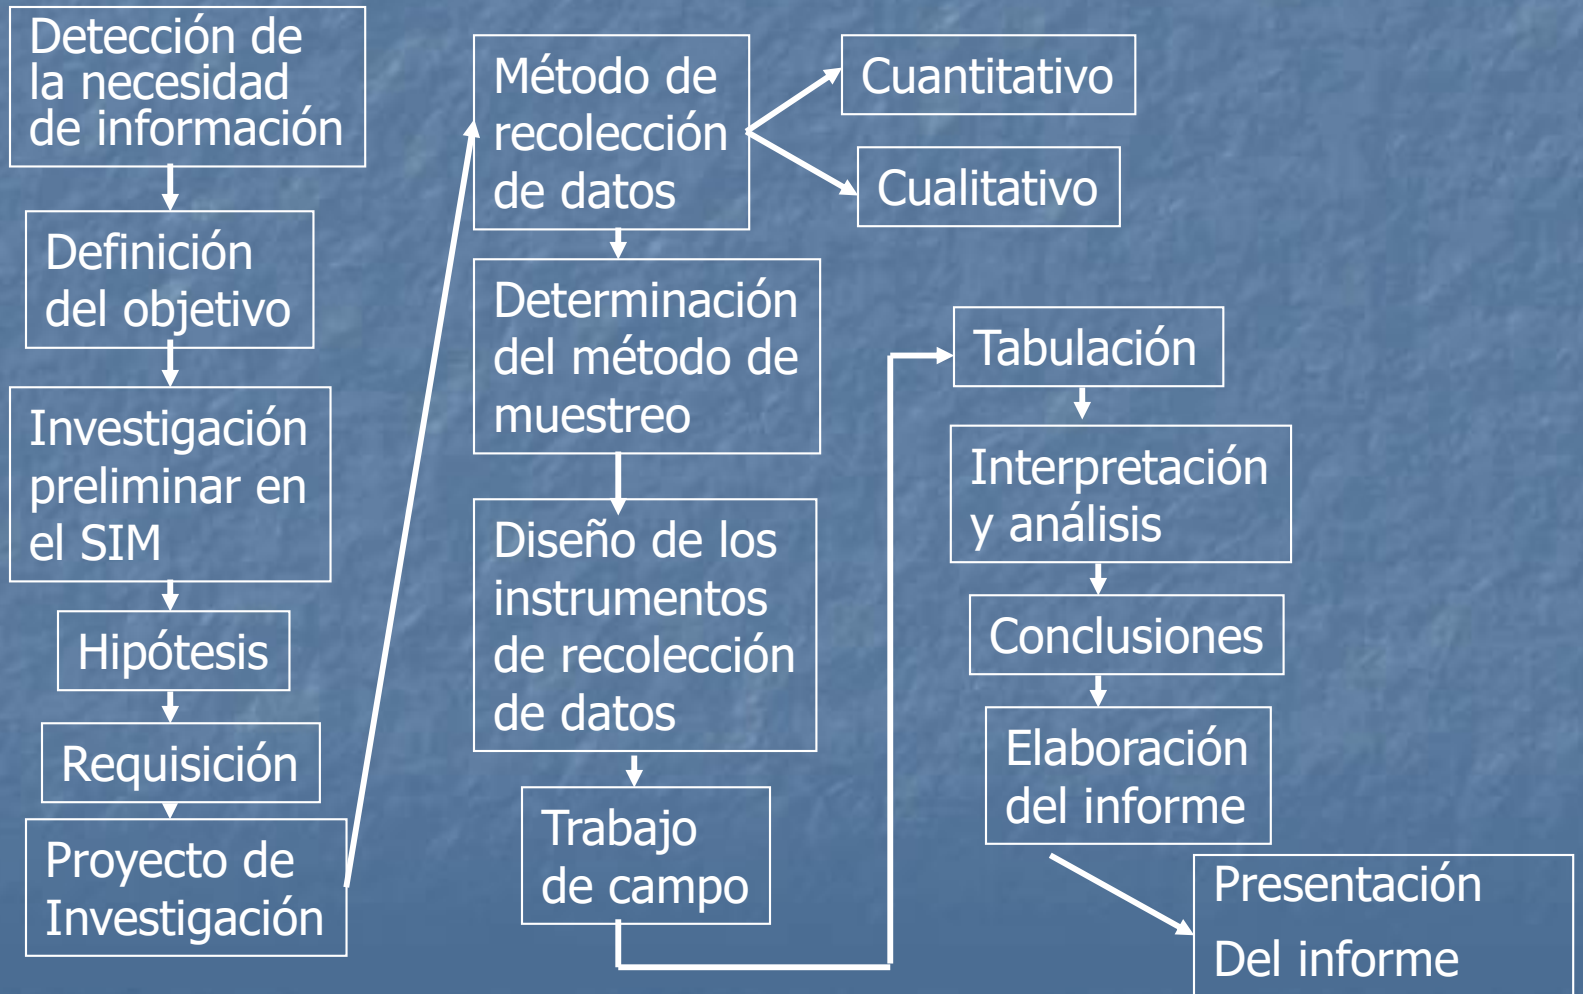 Detección de
la necesidad
de información
Definición
del objetivo
Investigación
preliminar en
el SIM
Hipótesis
Requisición
Proyecto de
Investigación
Método de
recolección
de datos
Cuantitativo
Cualitativo
Determinación
del método de
muestreo
Diseño de los
instrumentos
de recolección
de datos
Trabajo
de campo
Tabulación
Interpretación
y análisis
Conclusiones
Elaboración
del informe
Presentación
Del informe